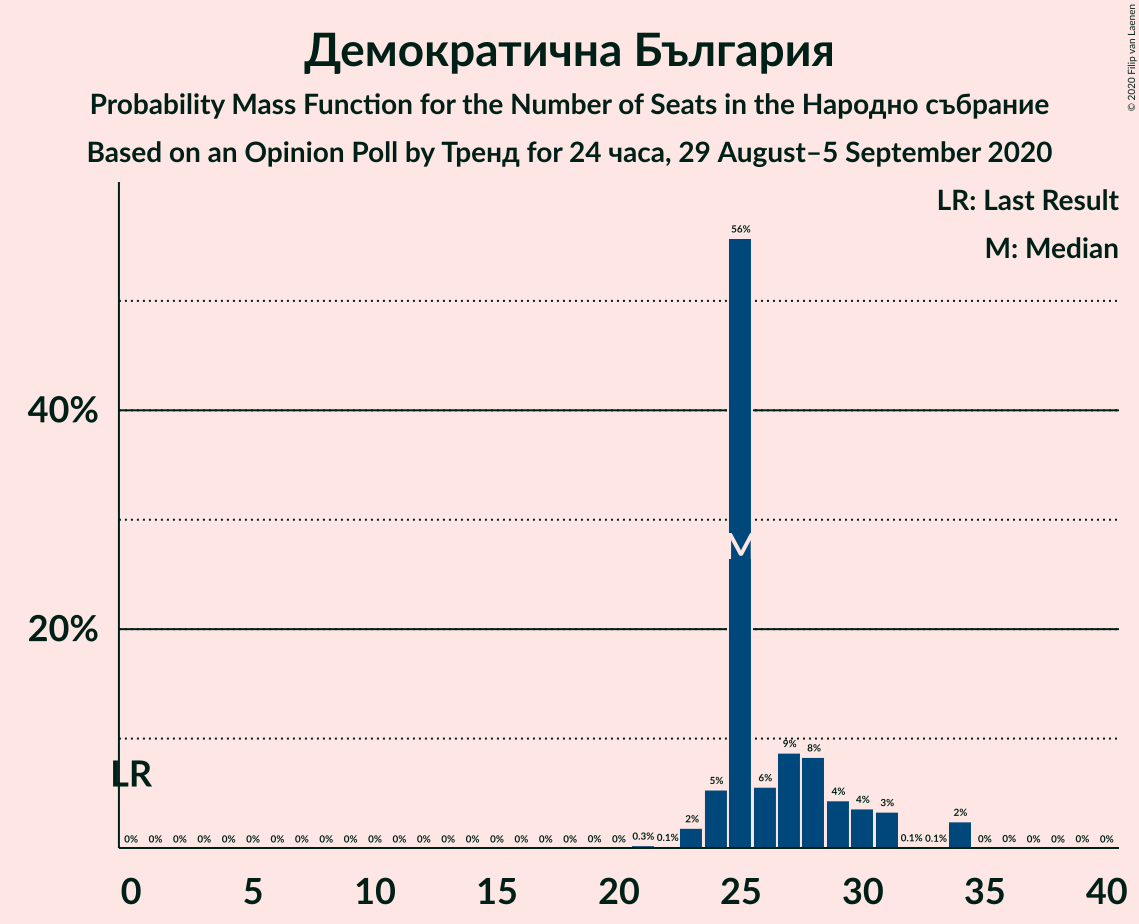 Демократична България
Probability Mass Function for the Number of Seats in the Народно събрание
Based on an Opinion Poll by Тренд for 24 часа, 29 August–5 September 2020
© 2020 Filip van Laenen
LR: Last Result
M: Median
56%
40%
M
20%
LR
0% 0% 0% 0% 0% 0% 0% 0% 0% 0% 0% 0% 0% 0% 0% 0% 0% 0% 0% 0% 0% 0.3% 0.1% 2% 5% 6% 9% 8% 4% 4% 3% 0.1% 0.1% 2% 0% 0% 0% 0% 0% 0%
0 5 10 15 20 25 30 35 40